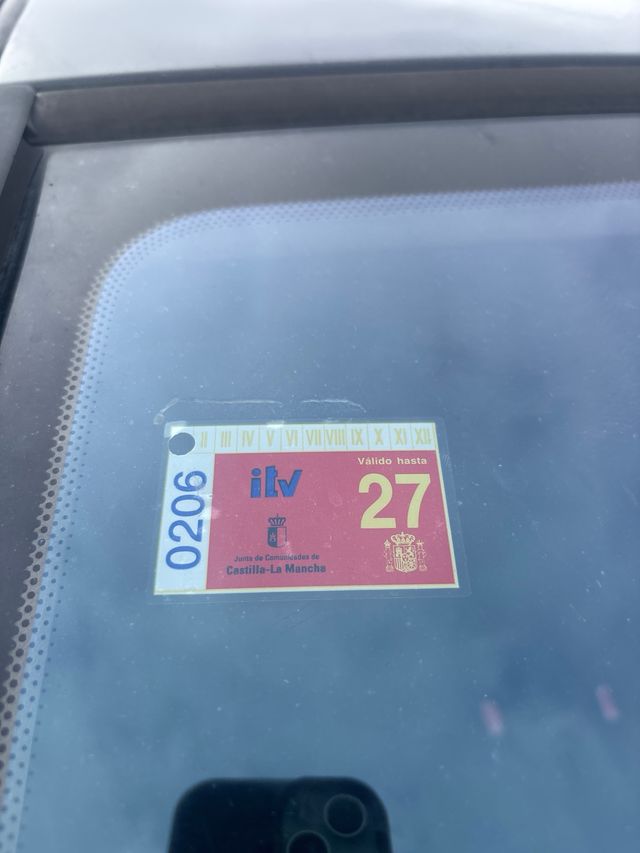 II III IV V VI VII VIII IX X XI XII
Válido hasta
itv
27
0206
Junta de Comunidades de
Castilla-La Mancha